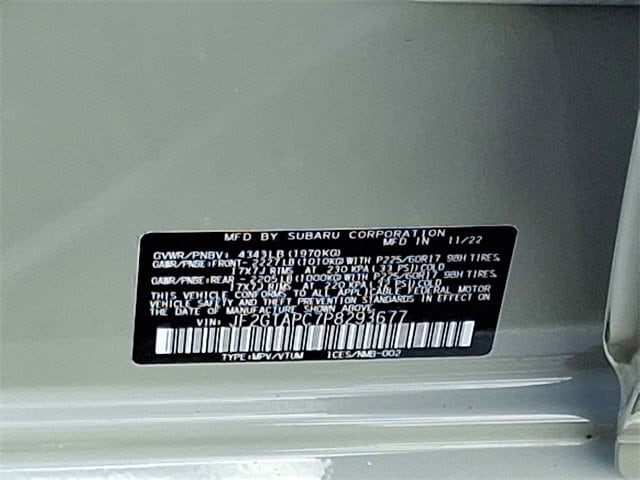 MFD BY SUBARU CORPORATION
MFD IN 11/22
GVWR/PNBV: 4343LB(1970KG)
GAWR/PNBE:FRONT-2227LB(1010KG)WITH P225/60R17 98H TIRES,
17X7J RIMS AT 230 KPA(33 PSI)COLD
GAWR/PNBE:REAR -2205LB(1000KG)WITH P225/60R17 98H TIRES,
17X7J RIMS AT 220 KPA(32 PSI)COLD
THIS VEHICLE CONFORMS TO ALL APPLICABLE FEDERAL MOTOR
VEHICLE SAFETY AND THEFT PREVENTION STANDARDS IN EFFECT ON
THE DATE OF MANUFACTURE SHOWN ABOVE.
VIN: JF2GTAPC7P8293677
TYPE:MPV/VTUM ICES/NMB-002